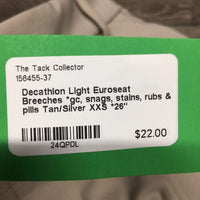 The Tack Collector
156455-37
Decathlon Light Euroseat
Breeches *gc, snags, stains, rubs &
pills Tan/Silver XXS *26"
$22.00
24QPDL